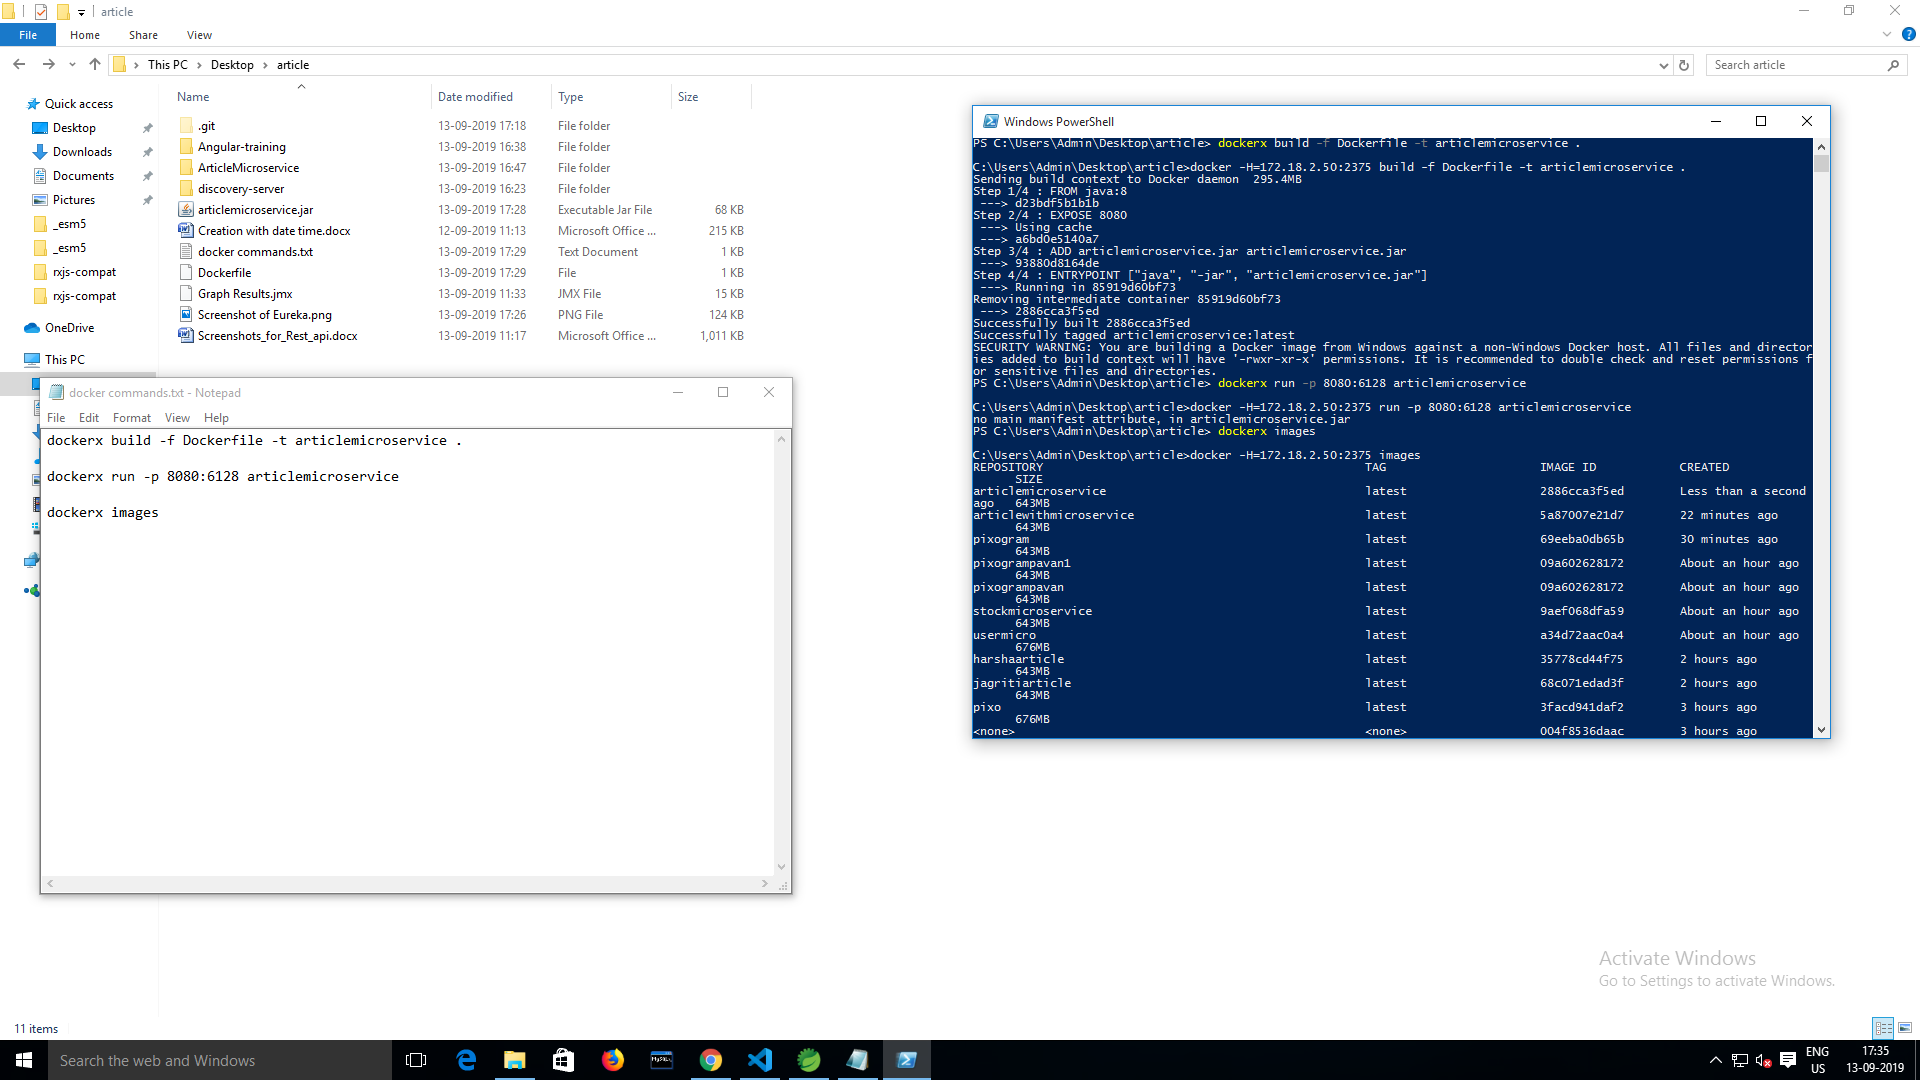 article
File Home Share View
This PC Desktop article
Search article
Name Date modified Type Size
Quick access
Desktop
Downloads
Documents
Pictures
_esm5
_esm5
rxjs-compat
rxjs-compat
OneDrive
This PC
.git 13-09-2019 17:18 File folder
Angular-training 13-09-2019 16:38 File folder
ArticleMicroservice 13-09-2019 16:47 File folder
discovery-server 13-09-2019 16:23 File folder
articlemicroservice.jar 13-09-2019 17:28 Executable Jar File 68 KB
Creation with date time.docx 12-09-2019 11:13 Microsoft Office ... 215 KB
docker commands.txt 13-09-2019 17:29 Text Document 1 KB
Dockerfile 13-09-2019 17:29 File 1 KB
Graph Results.jmx 13-09-2019 11:33 JMX File 15 KB
Screenshot of Eureka.png 13-09-2019 17:26 PNG File 124 KB
Screenshots_for_Rest_api.docx 13-09-2019 11:17 Microsoft Office ... 1,011 KB
docker commands.txt - Notepad
File Edit Format View Help
dockerx build -f Dockerfile -t articlemicroservice .
dockerx run -p 8080:6128 articlemicroservice
dockerx images
Windows PowerShell
PS C:\Users\Admin\Desktop\article> dockerx build -f Dockerfile -t articlemicroservice .
C:\Users\Admin\Desktop\article>docker -H=172.18.2.50:2375 build -f Dockerfile -t articlemicroservice .
Sending build context to Docker daemon  295.4MB
Step 1/4 : FROM java:8
---> d23bdf5b1b1b
Step 2/4 : EXPOSE 8080
---> Using cache
---> a6bd0e5140a7
Step 3/4 : ADD articlemicroservice.jar articlemicroservice.jar
---> 93880d8164de
Step 4/4 : ENTRYPOINT ["java", "-jar", "articlemicroservice.jar"]
---> Running in 85919d60bf73
Removing intermediate container 85919d60bf73
---> 2886cca3f5ed
Successfully built 2886cca3f5ed
Successfully tagged articlemicroservice:latest
SECURITY WARNING: You are building a Docker image from Windows against a non-Windows Docker host. All files and director
ies added to build context will have '-rwxr-xr-x' permissions. It is recommended to double check and reset permissions f
or sensitive files and directories.
PS C:\Users\Admin\Desktop\article> dockerx run -p 8080:6128 articlemicroservice
C:\Users\Admin\Desktop\article>docker -H=172.18.2.50:2375 run -p 8080:6128 articlemicroservice
no main manifest attribute, in articlemicroservice.jar
PS C:\Users\Admin\Desktop\article> dockerx images
C:\Users\Admin\Desktop\article>docker -H=172.18.2.50:2375 images
REPOSITORY TAG IMAGE ID CREATED
SIZE
articlemicroservice latest 2886cca3f5ed Less than a second
ago 643MB
articlewithmicroservice latest 5a87007e21d7 22 minutes ago
643MB
pixogram latest 69eeba0db65b 30 minutes ago
643MB
pixogrampavan1 latest 09a602628172 About an hour ago
643MB
pixogrampavan latest 09a602628172 About an hour ago
643MB
stockmicroservice latest 9aef068dfa59 About an hour ago
643MB
usermicro latest a34d72aac0a4 About an hour ago
676MB
harshaarticle latest 35778cd44f75 2 hours ago
643MB
jagritiarticle latest 68c071edad3f 2 hours ago
643MB
pixo latest 3facd941daf2 3 hours ago
676MB
<none> <none> 004f8536daac 3 hours ago
Activate Windows
Go to Settings to activate Windows.
11 items
Search the web and Windows
MySQL
ENG 17:35
US 13-09-2019